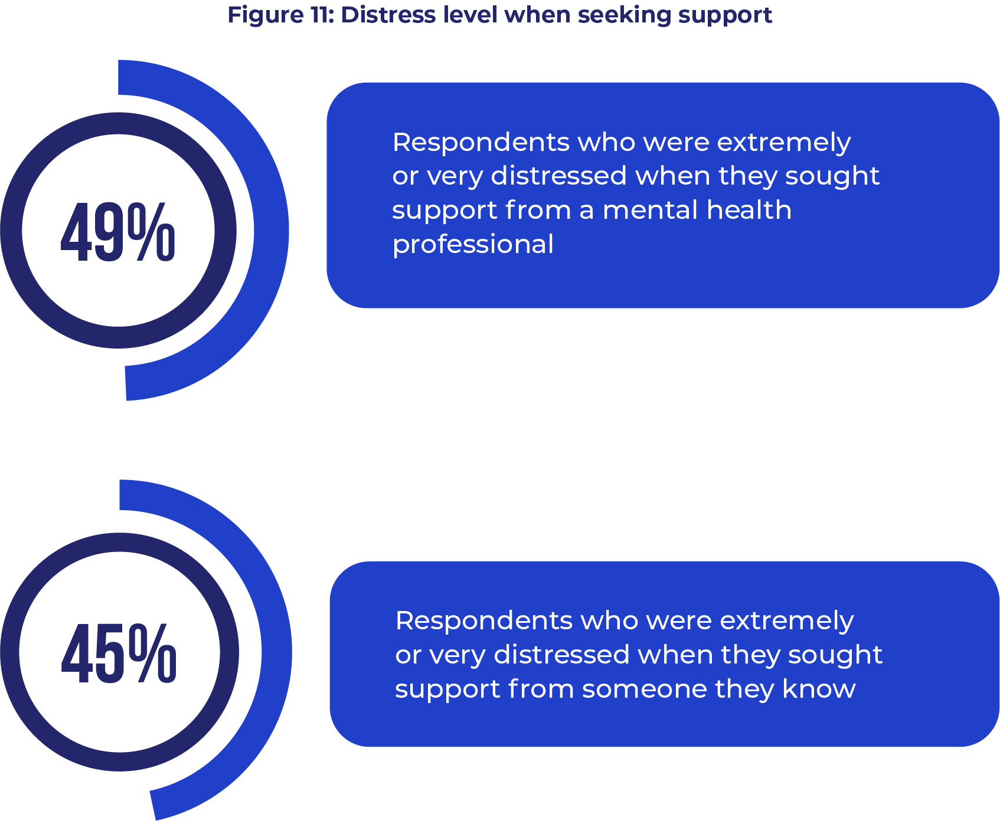 Figure 11: Distress level when seeking support
49%
Respondents who were extremely
or very distressed when they sought
support from a mental health
professional
45%
Respondents who were extremely
or very distressed when they sought
support from someone they know